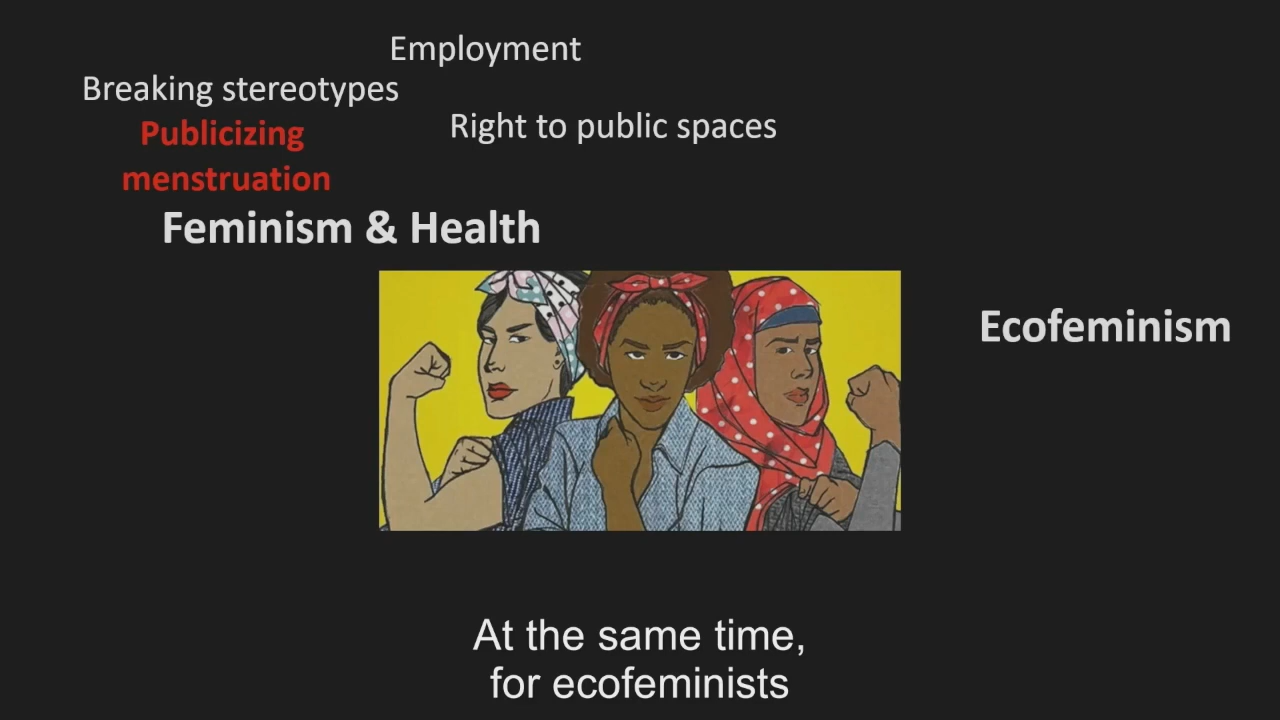 Employment
Breaking stereotypes
Right to public spaces
Publicizing
menstruation
Feminism & Health
Ecofeminism
At the same time,
for ecofeminists